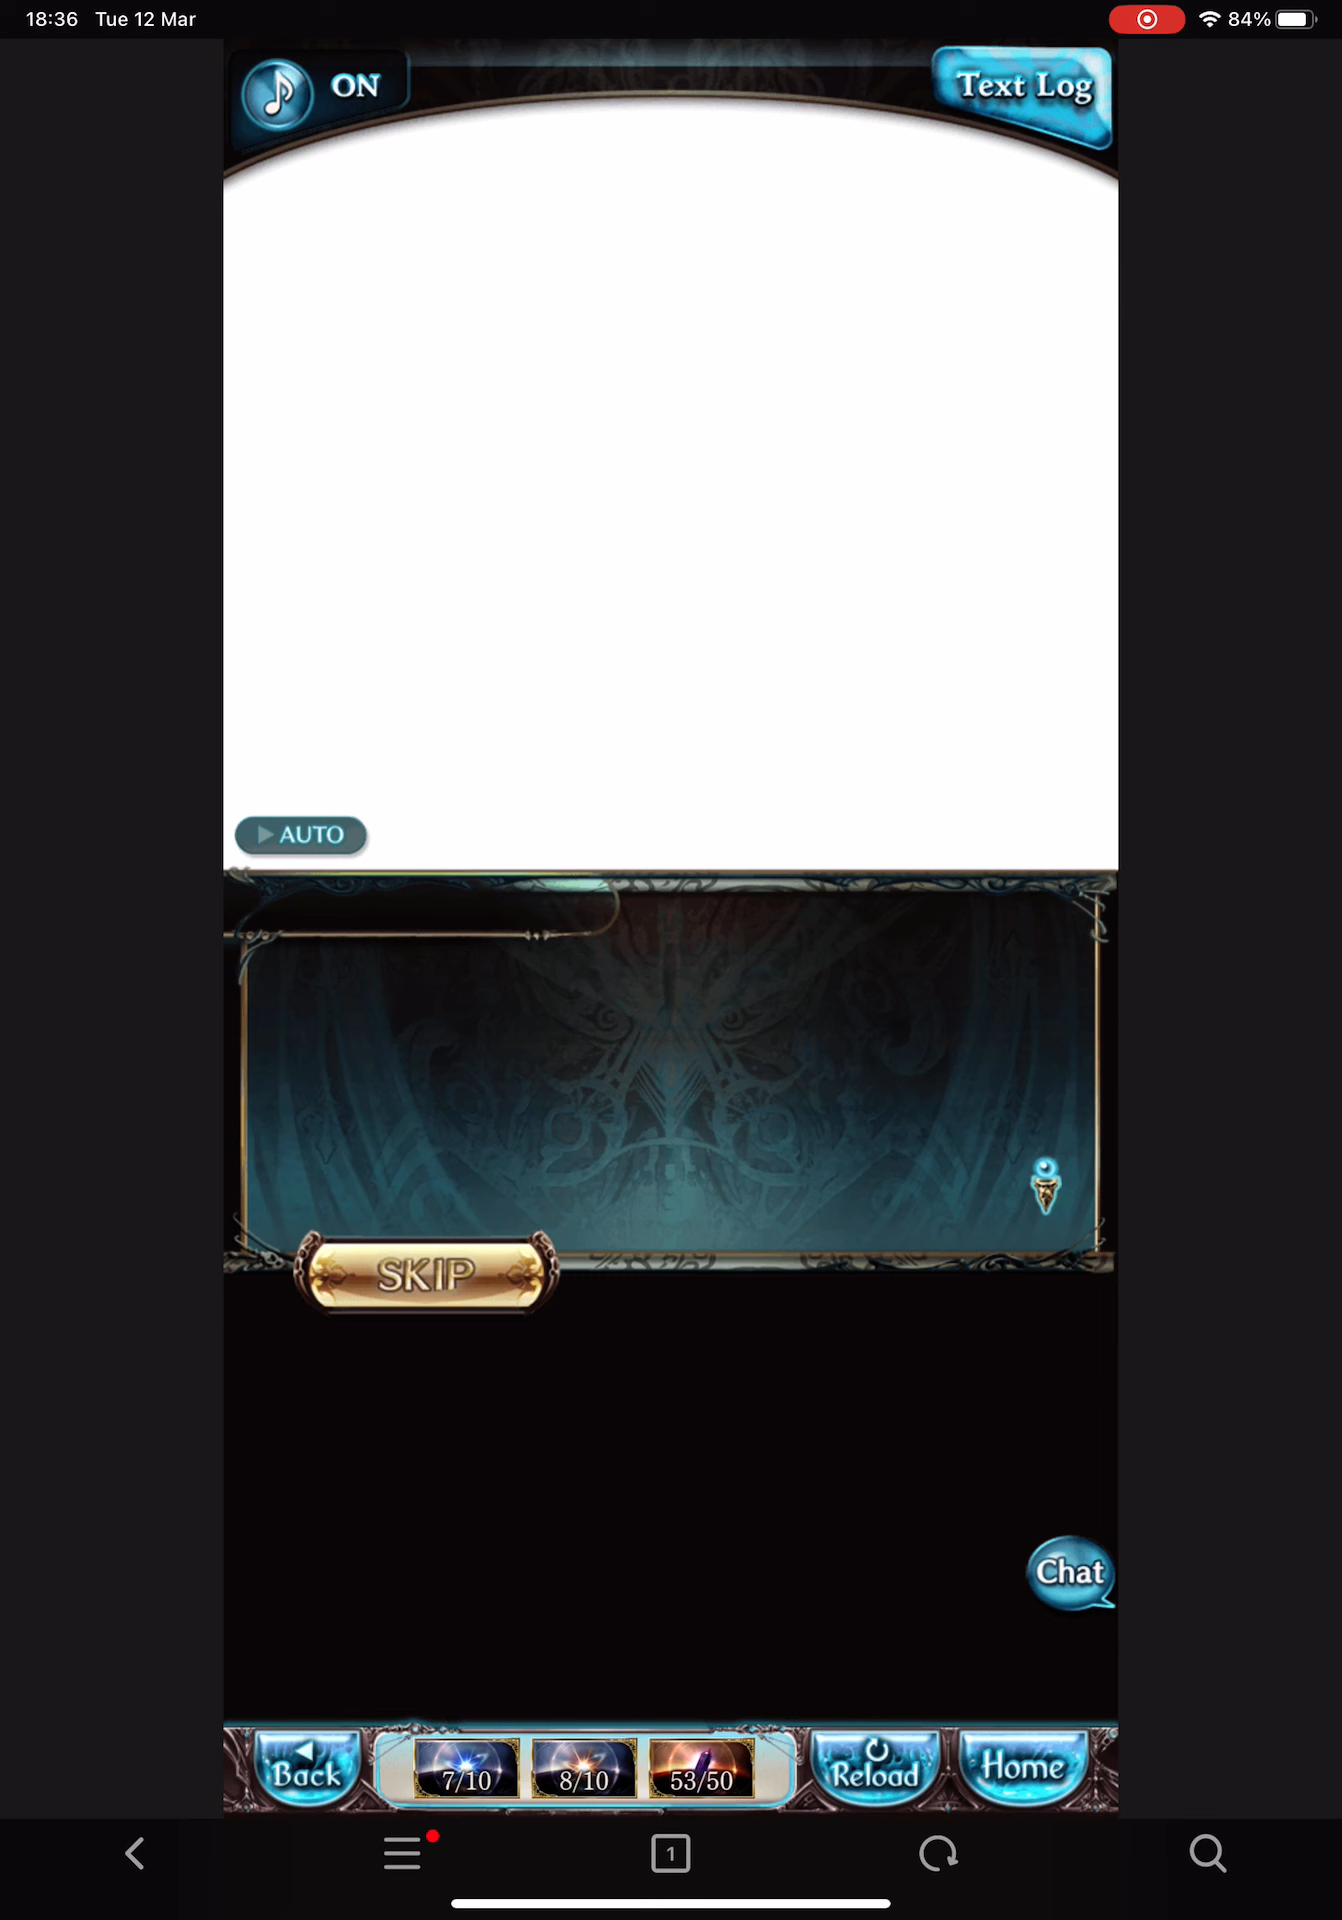 18:36 Tue 12 Mar
84%
ON
Text Log
AUTO
SKIP
Chat
Back
7/10
8/10
53/50
Reload
Home
1